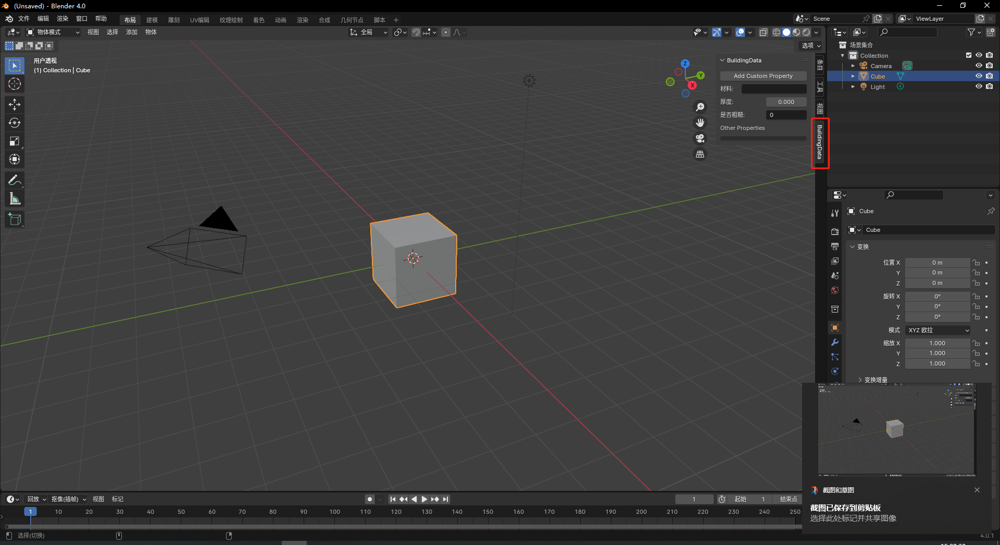 (Unsaved) - Blender 4.0
文件 编辑 渲染 窗口 帮助
布局 建模 雕刻 UV编辑 纹理绘制 着色 动画 渲染 合成 几何节点 脚本 +
Scene
ViewLayer
物体模式 视图 选择 添加 物体
全局
选项
用户透视
(1) Collection | Cube
Z
Y
X
BuildingData
Add Custom Property
材料:
厚度: 0.000
是否粗糙: 0
Other Properties
条目
工具
视图
BuildingData
场景集合
Collection
Camera
Cube
Light
Cube
Cube
变换
位置 X 0 m
Y 0 m
Z 0 m
旋转 X 0°
Y 0°
Z 0°
模式 XYZ 欧拉
缩放 X 1.000
Y 1.000
Z 1.000
变换增量
截图和草图
截图已保存到剪贴板
选择此处标记并共享图像
回放 抠像(插帧) 视图 标记
1 起始 1 结束点
1 10 20 30 40 50 60 70 80 90 100 110 120 130 140 150 160 170 180 190 200 210 220 230 240 250
选择(切换)
4.0.1